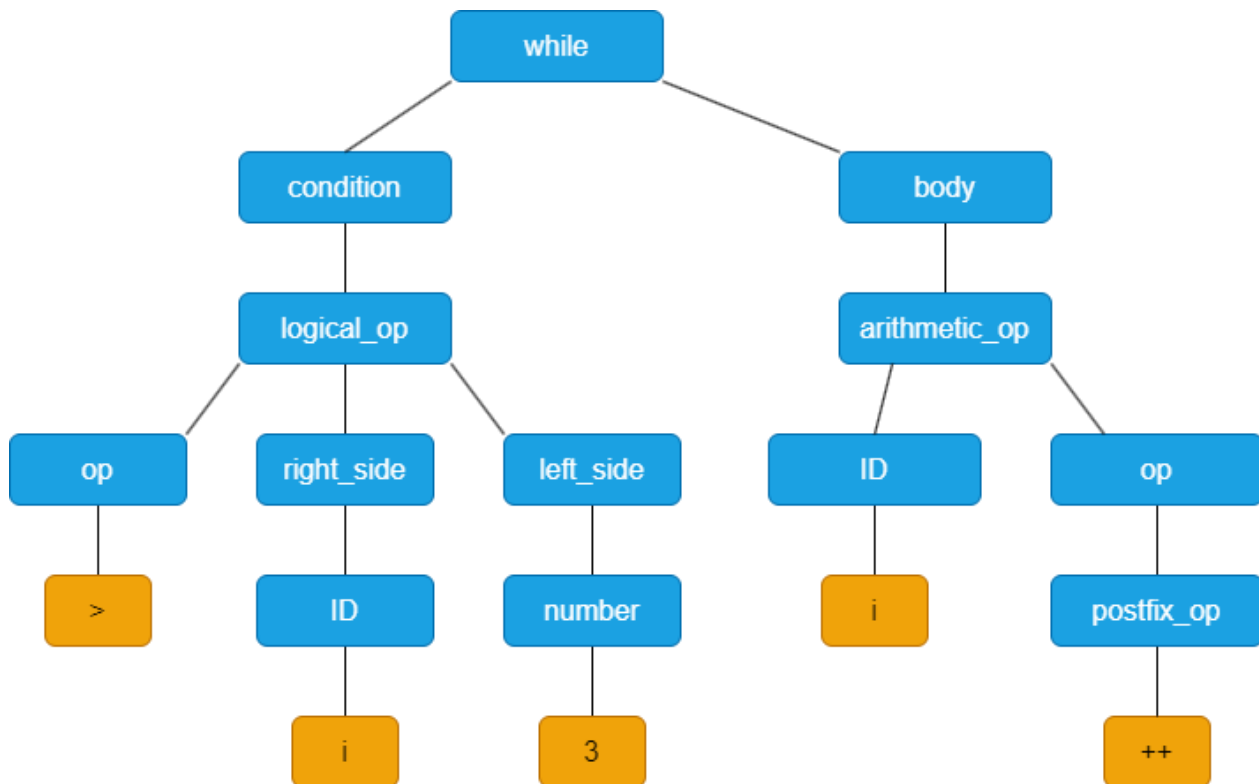 while
condition
body
logical_op
arithmetic_op
op
right_side
left_side
ID
op
>
ID
number
i
postfix_op
i
3
++